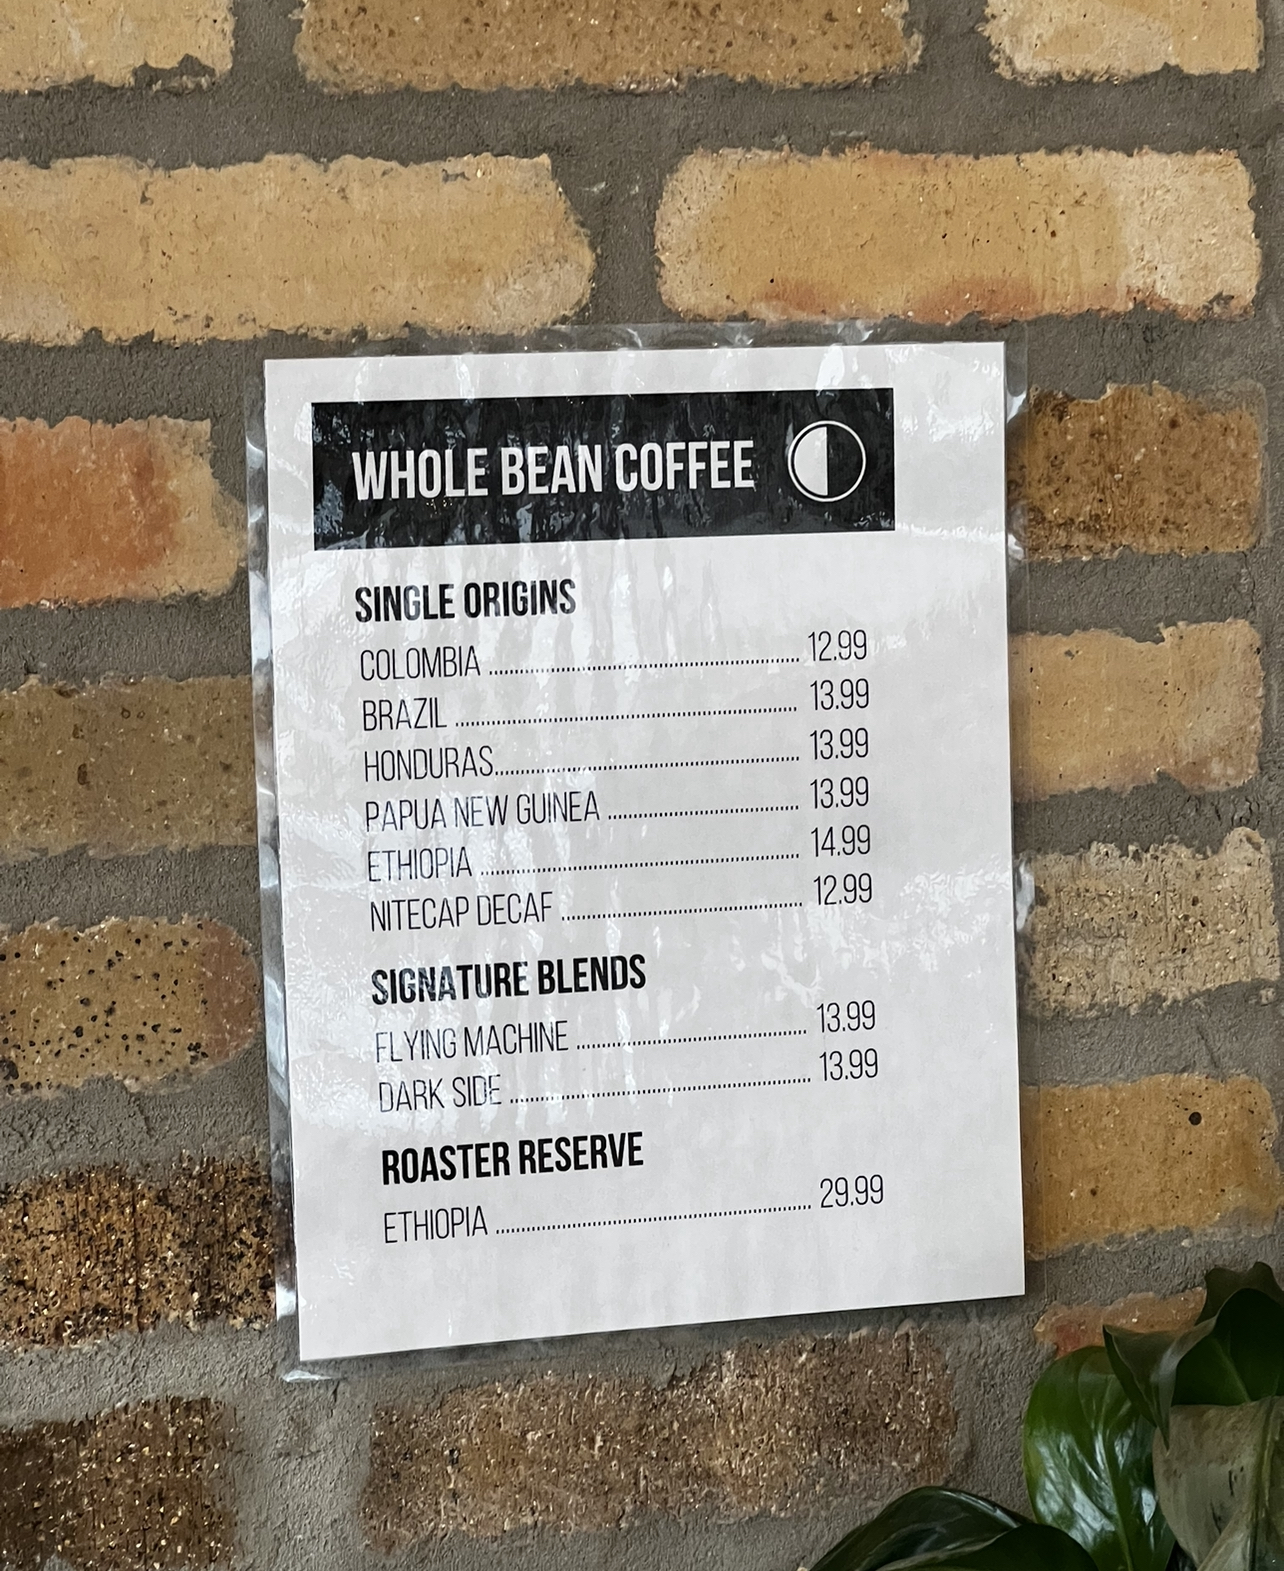 WHOLE BEAN COFFEE
SINGLE ORIGINS
COLOMBIA ........................................ 12.99
BRAZIL ........................................ 13.99
HONDURAS........................................ 13.99
PAPUA NEW GUINEA ........................................ 13.99
ETHIOPIA ........................................ 14.99
NITECAP DECAF ........................................ 12.99
SIGNATURE BLENDS
FLYING MACHINE ........................................ 13.99
DARK SIDE ........................................ 13.99
ROASTER RESERVE
ETHIOPIA ........................................ 29.99